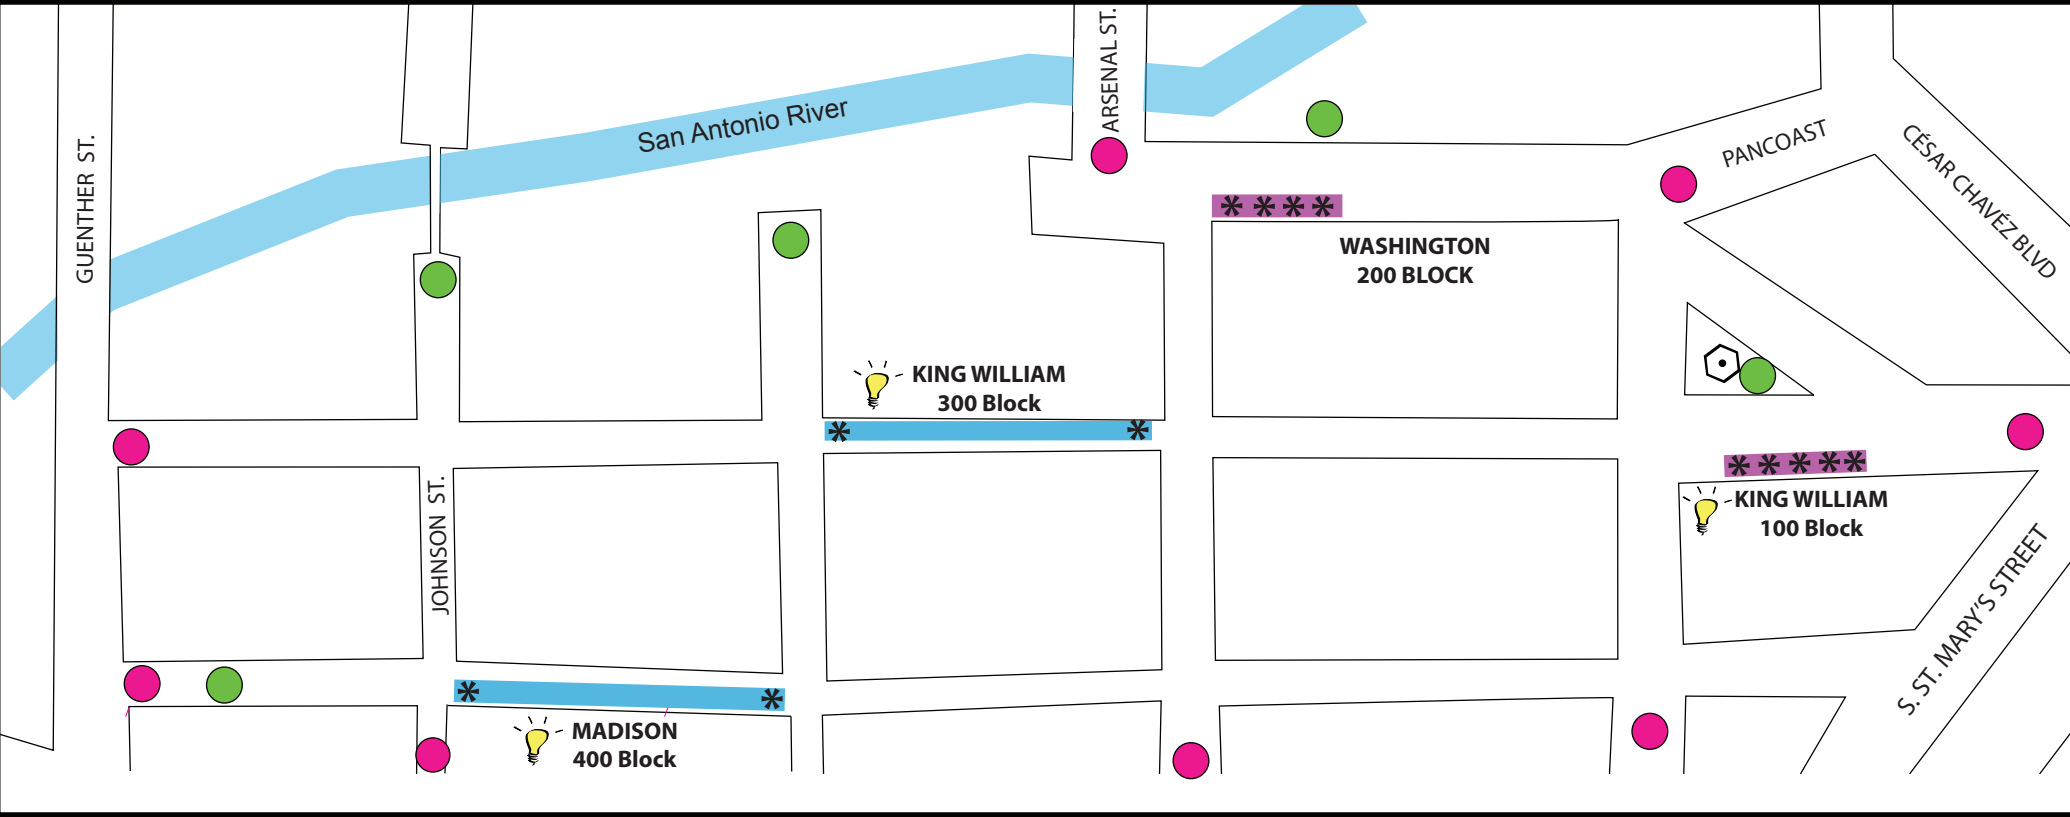 ARSENAL ST.
San Antonio River
GUENTHER ST.
PANCOAST
CÉSAR CHAVÉZ BLVD
* * * *
WASHINGTON
200 BLOCK
KING WILLIAM
300 Block
* *
* * * * *
KING WILLIAM
100 Block
JOHNSON ST.
S. ST. MARY'S STREET
* *
MADISON
400 Block